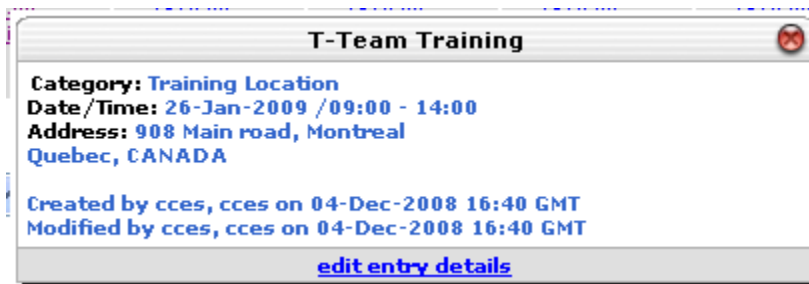 T-Team Training
Category: Training Location
Date/Time: 26-Jan-2009 /09:00 - 14:00
Address: 908 Main road, Montreal
Quebec, CANADA
Created by cces, cces on 04-Dec-2008 16:40 GMT
Modified by cces, cces on 04-Dec-2008 16:40 GMT
edit entry details